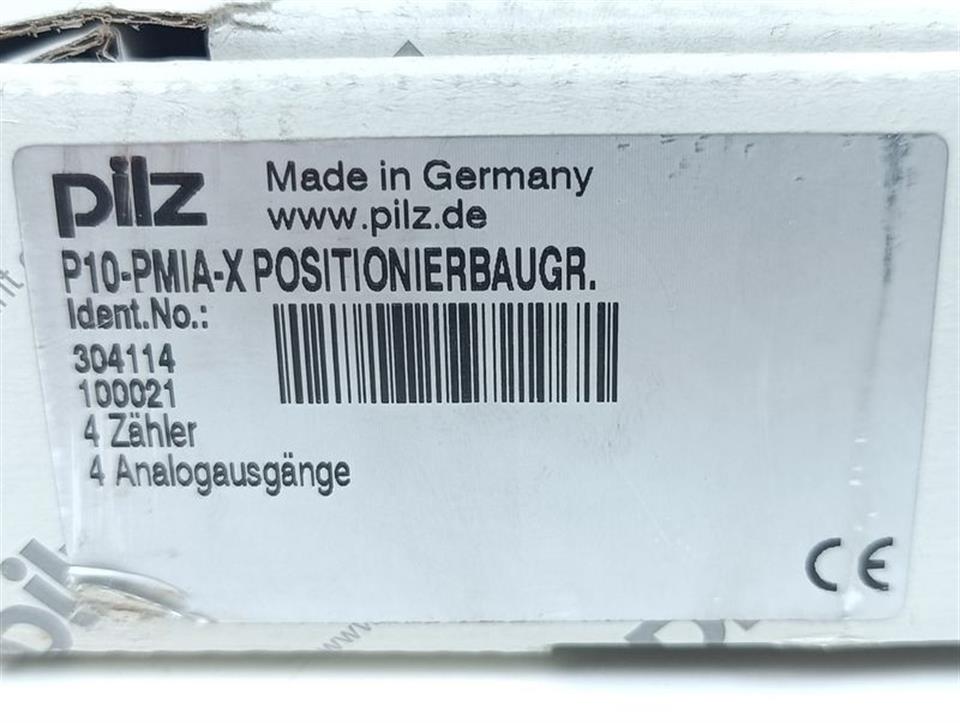 pilz
Made in Germany
www.pilz.de
P10-PMIA-X POSITIONIERBAUGR.
Ident.No.:
304114
100021
4 Zähler
4 Analogausgänge
CE